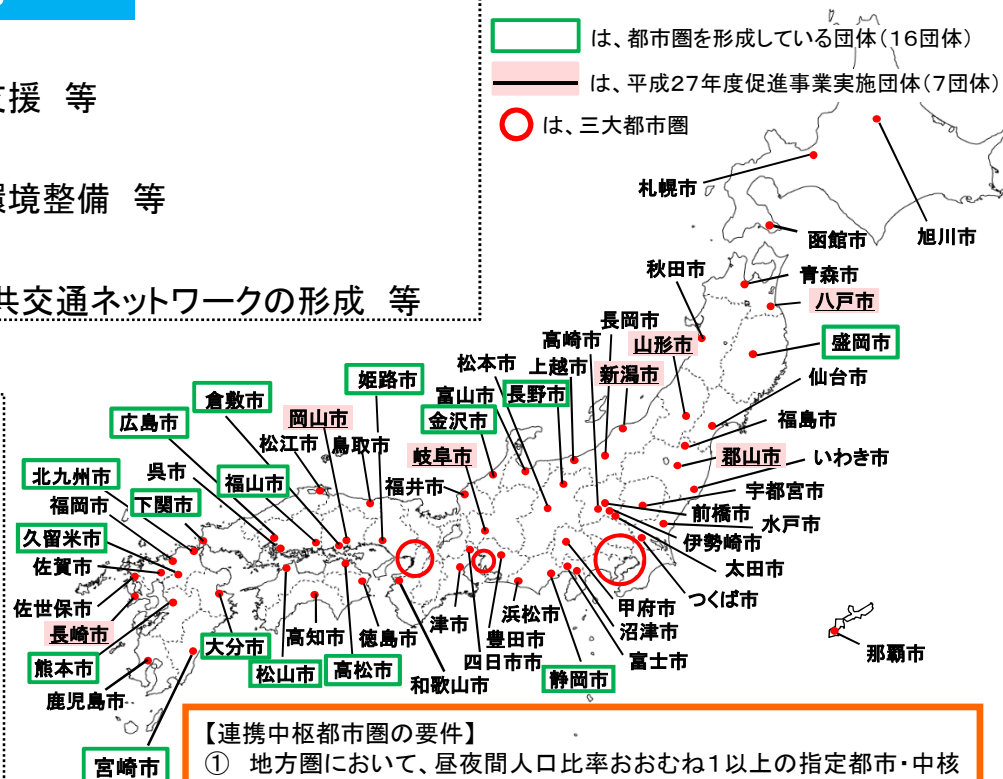 は、都市圏を形成している団体(16団体)
は、平成27年度促進事業実施団体(7団体)
は、三大都市圏
支援 等
環境整備 等
共交通ネットワークの形成 等
札幌市
函館市
旭川市
秋田市
青森市
八戸市
長岡市
山形市
盛岡市
高崎市
松本市
上越市
新潟市
仙台市
姫路市
富山市
長野市
倉敷市
岡山市
金沢市
福島市
広島市
松江市
鳥取市
岐阜市
郡山市
いわき市
北九州市
呉市
福山市
福井市
宇都宮市
福岡市
下関市
前橋市
水戸市
久留米市
伊勢崎市
佐賀市
太田市
佐世保市
つくば市
長崎市
高知市
徳島市
津市
浜松市
甲府市
大分市
豊田市
沼津市
那覇市
熊本市
松山市
高松市
四日市市
富士市
鹿児島市
和歌山市
静岡市
宮崎市
【連携中枢都市圏の要件】
① 地方圏において、昼夜間人口比率おおむね1以上の指定都市・中核